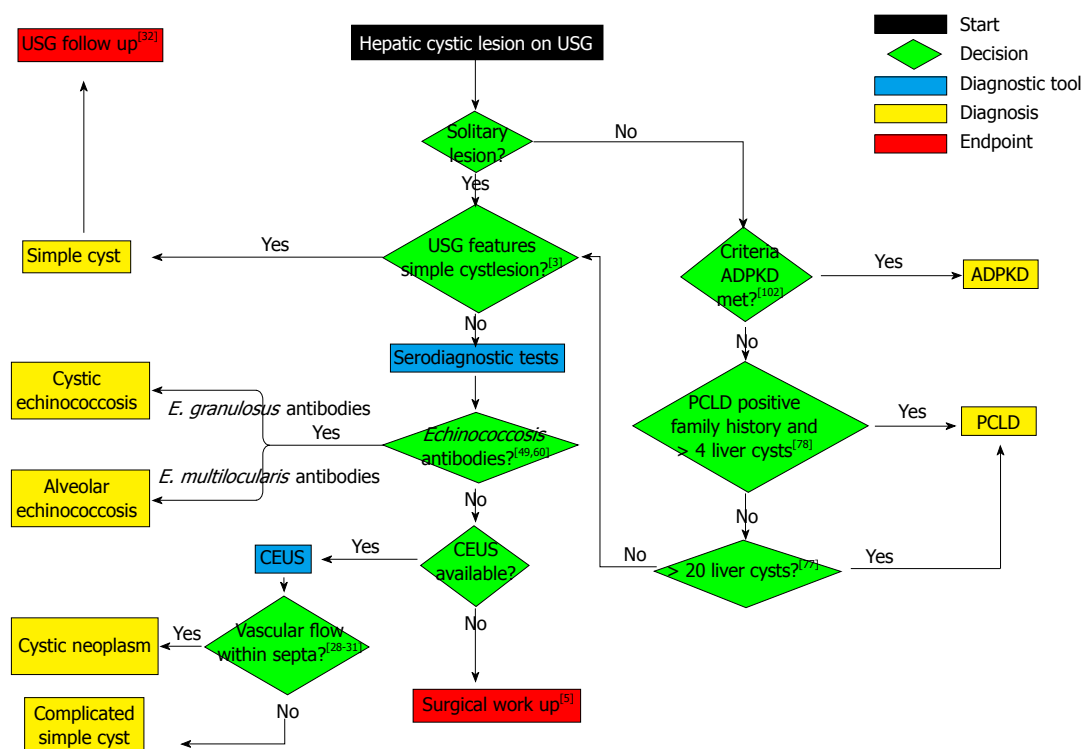 USG follow up[32]
Hepatic cystic lesion on USG
Start
Decision
Diagnostic tool
Diagnosis
Endpoint
Solitary
lesion?
No
Yes
Simple cyst
Yes
USG features
simple cystlesion?[3]
Criteria
ADPKD
met?[102]
Yes
ADPKD
No
Serodiagnostic tests
No
Cystic
echinococcosis
E. granulosus antibodies
Yes
Echinococcosis
antibodies?[49,60]
E. multilocularis antibodies
Alveolar
echinococcosis
PCLD positive
family history and
> 4 liver cysts[78]
Yes
PCLD
No
No
CEUS
Yes
CEUS
available?
No
> 20 liver cysts?[77]
Yes
Cystic neoplasm
Yes
Vascular flow
within septa?[28-31]
No
Surgical work up[5]
No
Complicated
simple cyst